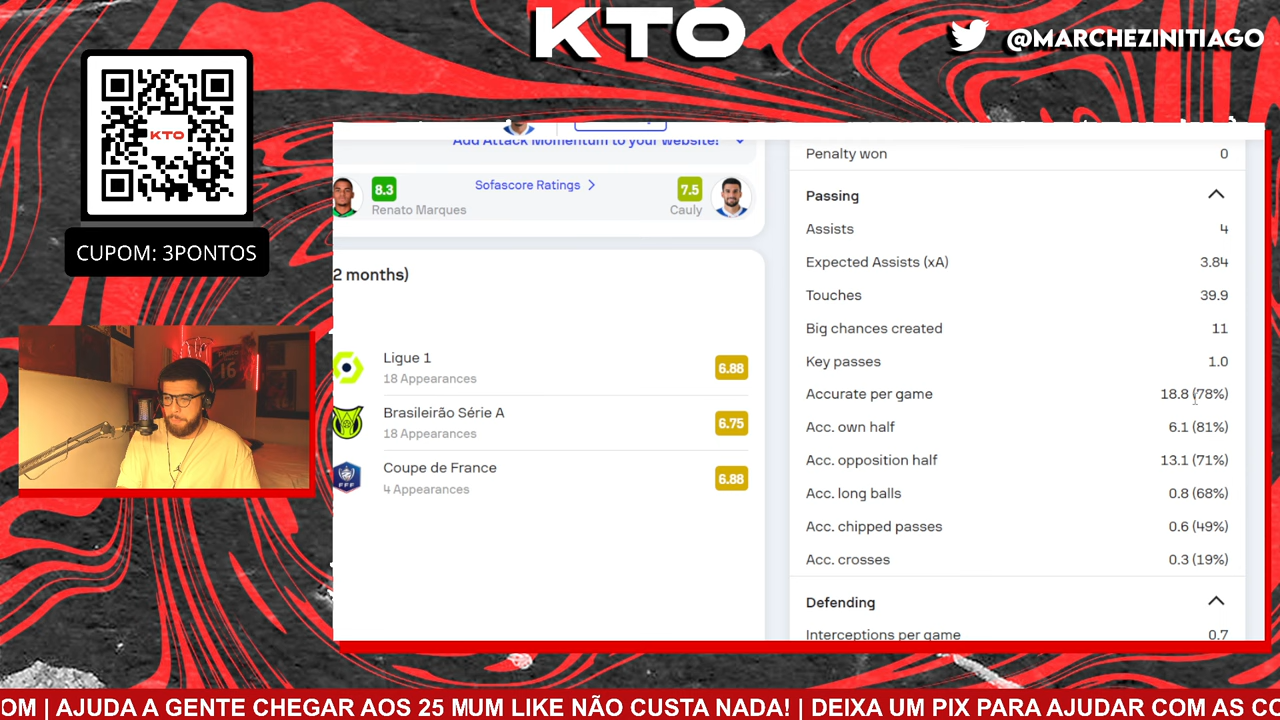 KTO
@MARCHEZINITIAGO
KTO
CUPOM: 3PONTOS
Add Attack Momentum to your website!
8.3
Renato Marques
Sofascore Ratings >
7.5
Cauly
2 months)
Ligue 1
18 Appearances
6.88
Brasileirão Série A
18 Appearances
6.75
Coupe de France
4 Appearances
6.88
Penalty won 0
Passing
Assists 4
Expected Assists (xA) 3.84
Touches 39.9
Big chances created 11
Key passes 1.0
Accurate per game 18.8 (78%)
Acc. own half 6.1 (81%)
Acc. opposition half 13.1 (71%)
Acc. long balls 0.8 (68%)
Acc. chipped passes 0.6 (49%)
Acc. crosses 0.3 (19%)
Defending
Interceptions per game 0.7
OM | AJUDA A GENTE CHEGAR AOS 25 MUM LIKE NÃO CUSTA NADA! | DEIXA UM PIX PARA AJUDAR COM AS CO